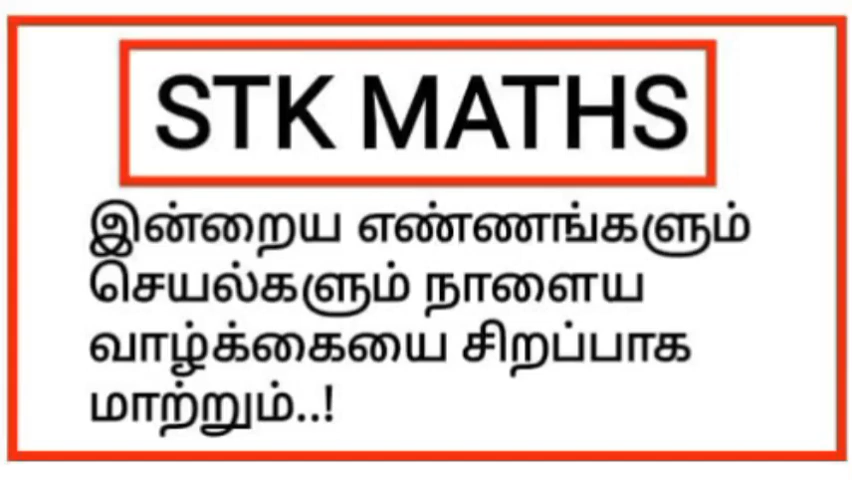 STK MATHS
இன்றைய எண்ணங்களும்
செயல்களும் நாளைய
வாழ்க்கையை சிறப்பாக
மாற்றும்..!